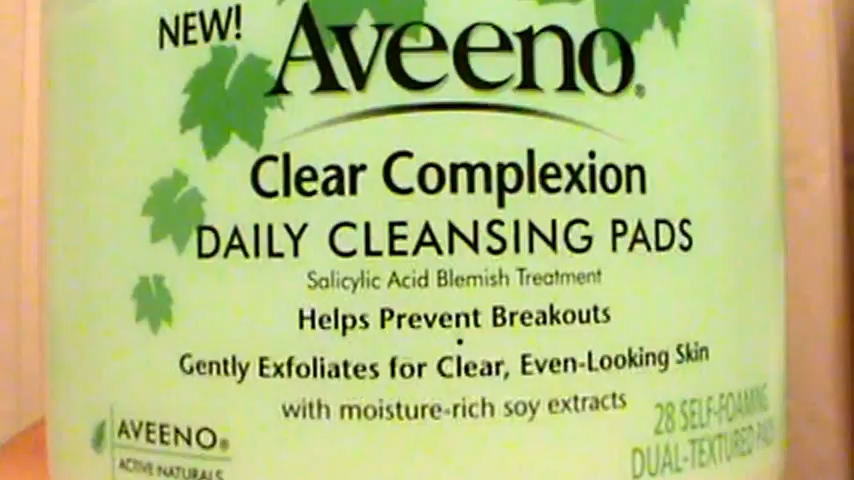 NEW!
Aveeno®
Clear Complexion
DAILY CLEANSING PADS
Salicylic Acid Blemish Treatment
Helps Prevent Breakouts
•
Gently Exfoliates for Clear, Even-Looking Skin
with moisture-rich soy extracts
28 SELF-FOAMING
DUAL-TEXTURED
AVEENO®
ACTIVE NATURALS